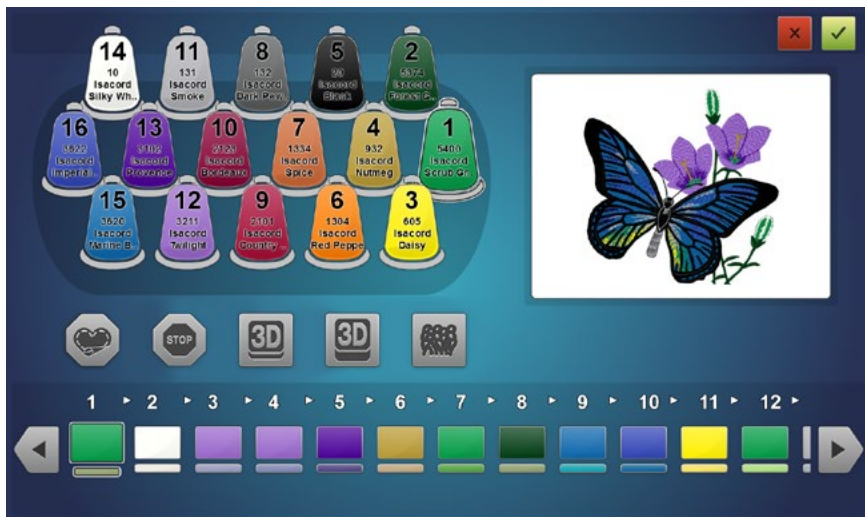 14
10
Isacord
Silky Wh..
11
131
Isacord
Smoke
8
132
Isacord
Dark Pew..
5
20
Isacord
Black
2
5374
Isacord
Forest G..
16
3622
Isacord
Imperial..
13
3102
Isacord
Provence
10
2123
Isacord
Bordeaux
7
1334
Isacord
Spice
4
932
Isacord
Nutmeg
1
5400
Isacord
Scrub Gr..
15
3620
Isacord
Marine B..
12
3211
Isacord
Twilight
9
2101
Isacord
Country ..
6
1304
Isacord
Red Peppe
3
605
Isacord
Daisy
STOP
3D
3D
1 2 3 4 5 6 7 8 9 10 11 12